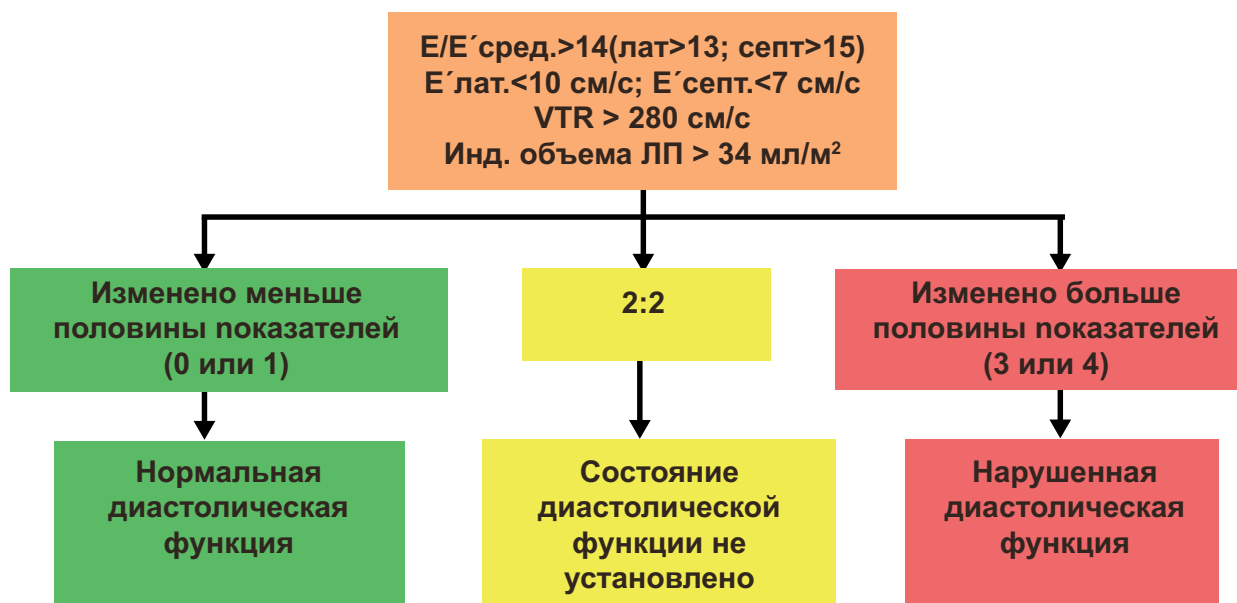 E/E´сред.>14(лат>13; септ>15)
E´лат.<10 см/с; E´септ.<7 см/с
VTR > 280 см/с
Инд. объема ЛП > 34 мл/м²
Изменено меньше
половины показателей
(0 или 1)
2:2
Изменено больше
половины показателей
(3 или 4)
Нормальная
диастолическая
функция
Состояние
диастолической
функции не
установлено
Нарушенная
диастолическая
функция